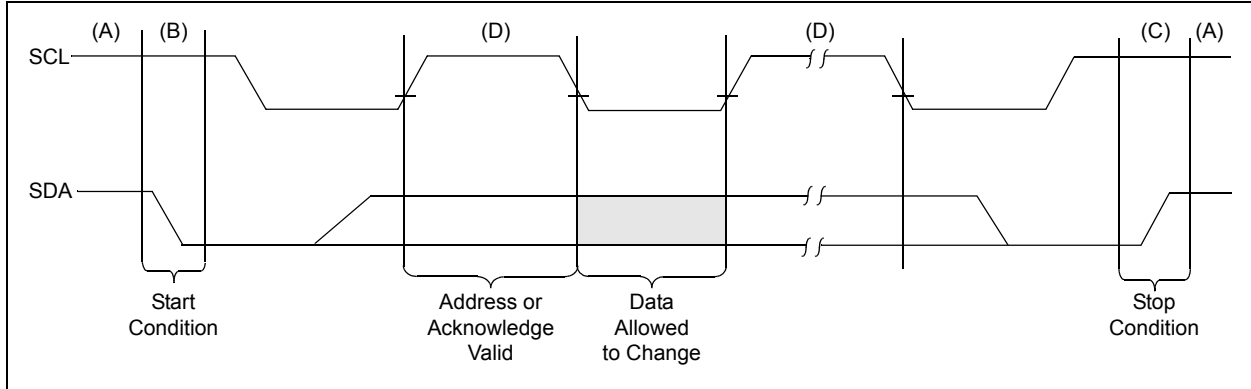 (A) (B) (D) (D) (C) (A)
SCL
SDA
Start
Condition
Address or
Acknowledge
Valid
Data
Allowed
to Change
Stop
Condition